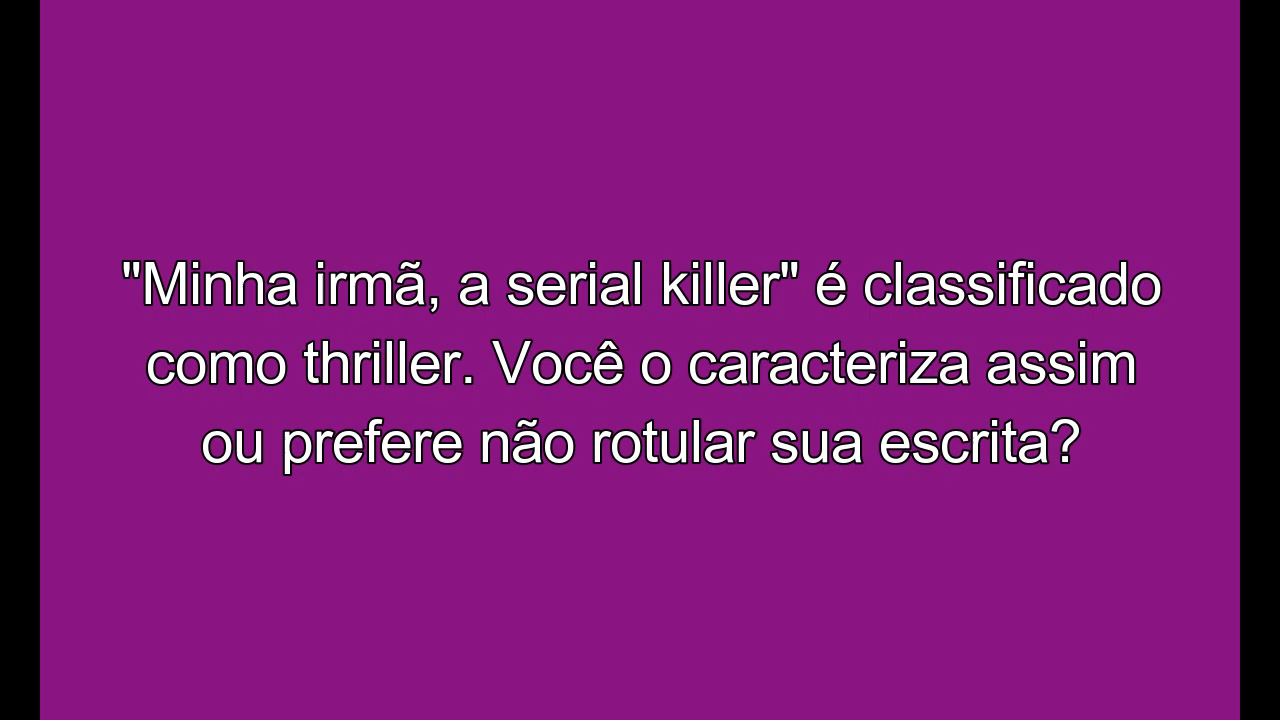 "Minha irmã, a serial killer" é classificado
como thriller. Você o caracteriza assim
ou prefere não rotular sua escrita?